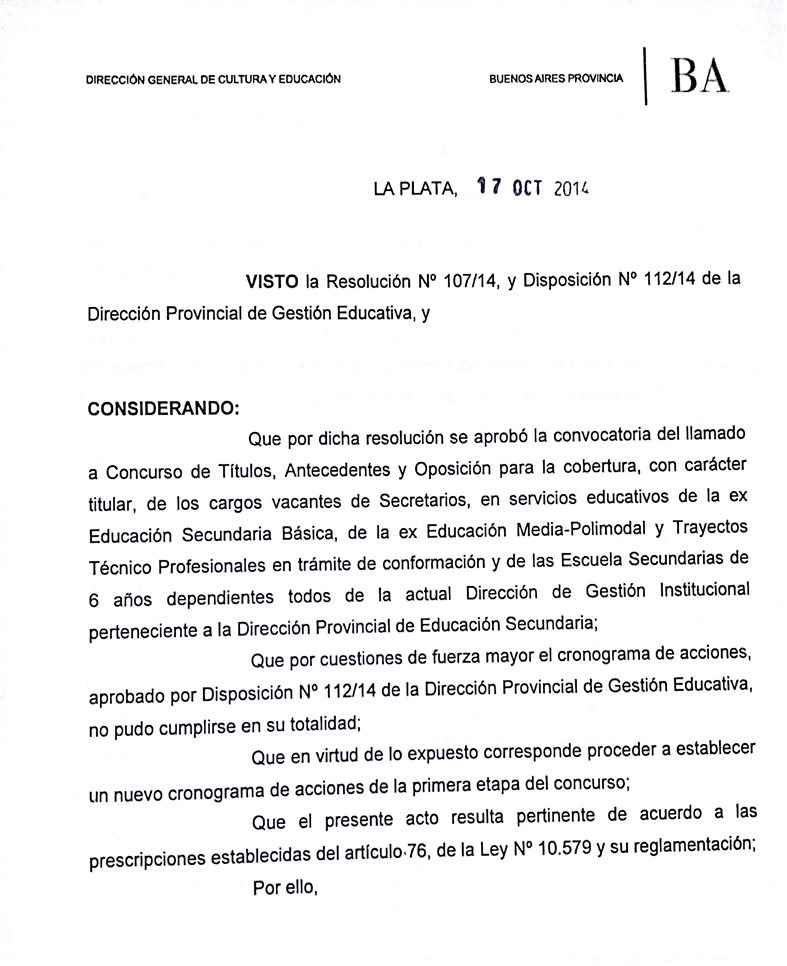 DIRECCIÓN GENERAL DE CULTURA Y EDUCACIÓN
BUENOS AIRES PROVINCIA
BA
LA PLATA, 17 OCT 2014
VISTO la Resolución Nº 107/14, y Disposición Nº 112/14 de la
Dirección Provincial de Gestión Educativa, y
CONSIDERANDO:
Que por dicha resolución se aprobó la convocatoria del llamado
a Concurso de Títulos, Antecedentes y Oposición para la cobertura, con carácter
titular, de los cargos vacantes de Secretarios, en servicios educativos de la ex
Educación Secundaria Básica, de la ex Educación Media-Polimodal y Trayectos
Técnico Profesionales en trámite de conformación y de las Escuela Secundarias de
6 años dependientes todos de la actual Dirección de Gestión Institucional
perteneciente a la Dirección Provincial de Educación Secundaria;
Que por cuestiones de fuerza mayor el cronograma de acciones,
aprobado por Disposición Nº 112/14 de la Dirección Provincial de Gestión Educativa,
no pudo cumplirse en su totalidad;
Que en virtud de lo expuesto corresponde proceder a establecer
un nuevo cronograma de acciones de la primera etapa del concurso;
Que el presente acto resulta pertinente de acuerdo a las
prescripciones establecidas del artículo 76, de la Ley Nº 10.579 y su reglamentación;
Por ello,